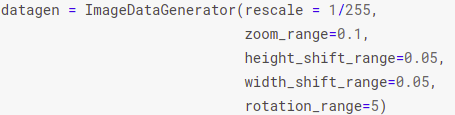 datagen = ImageDataGenerator(rescale = 1/255,
zoom_range=0.1,
height_shift_range=0.05,
width_shift_range=0.05,
rotation_range=5)